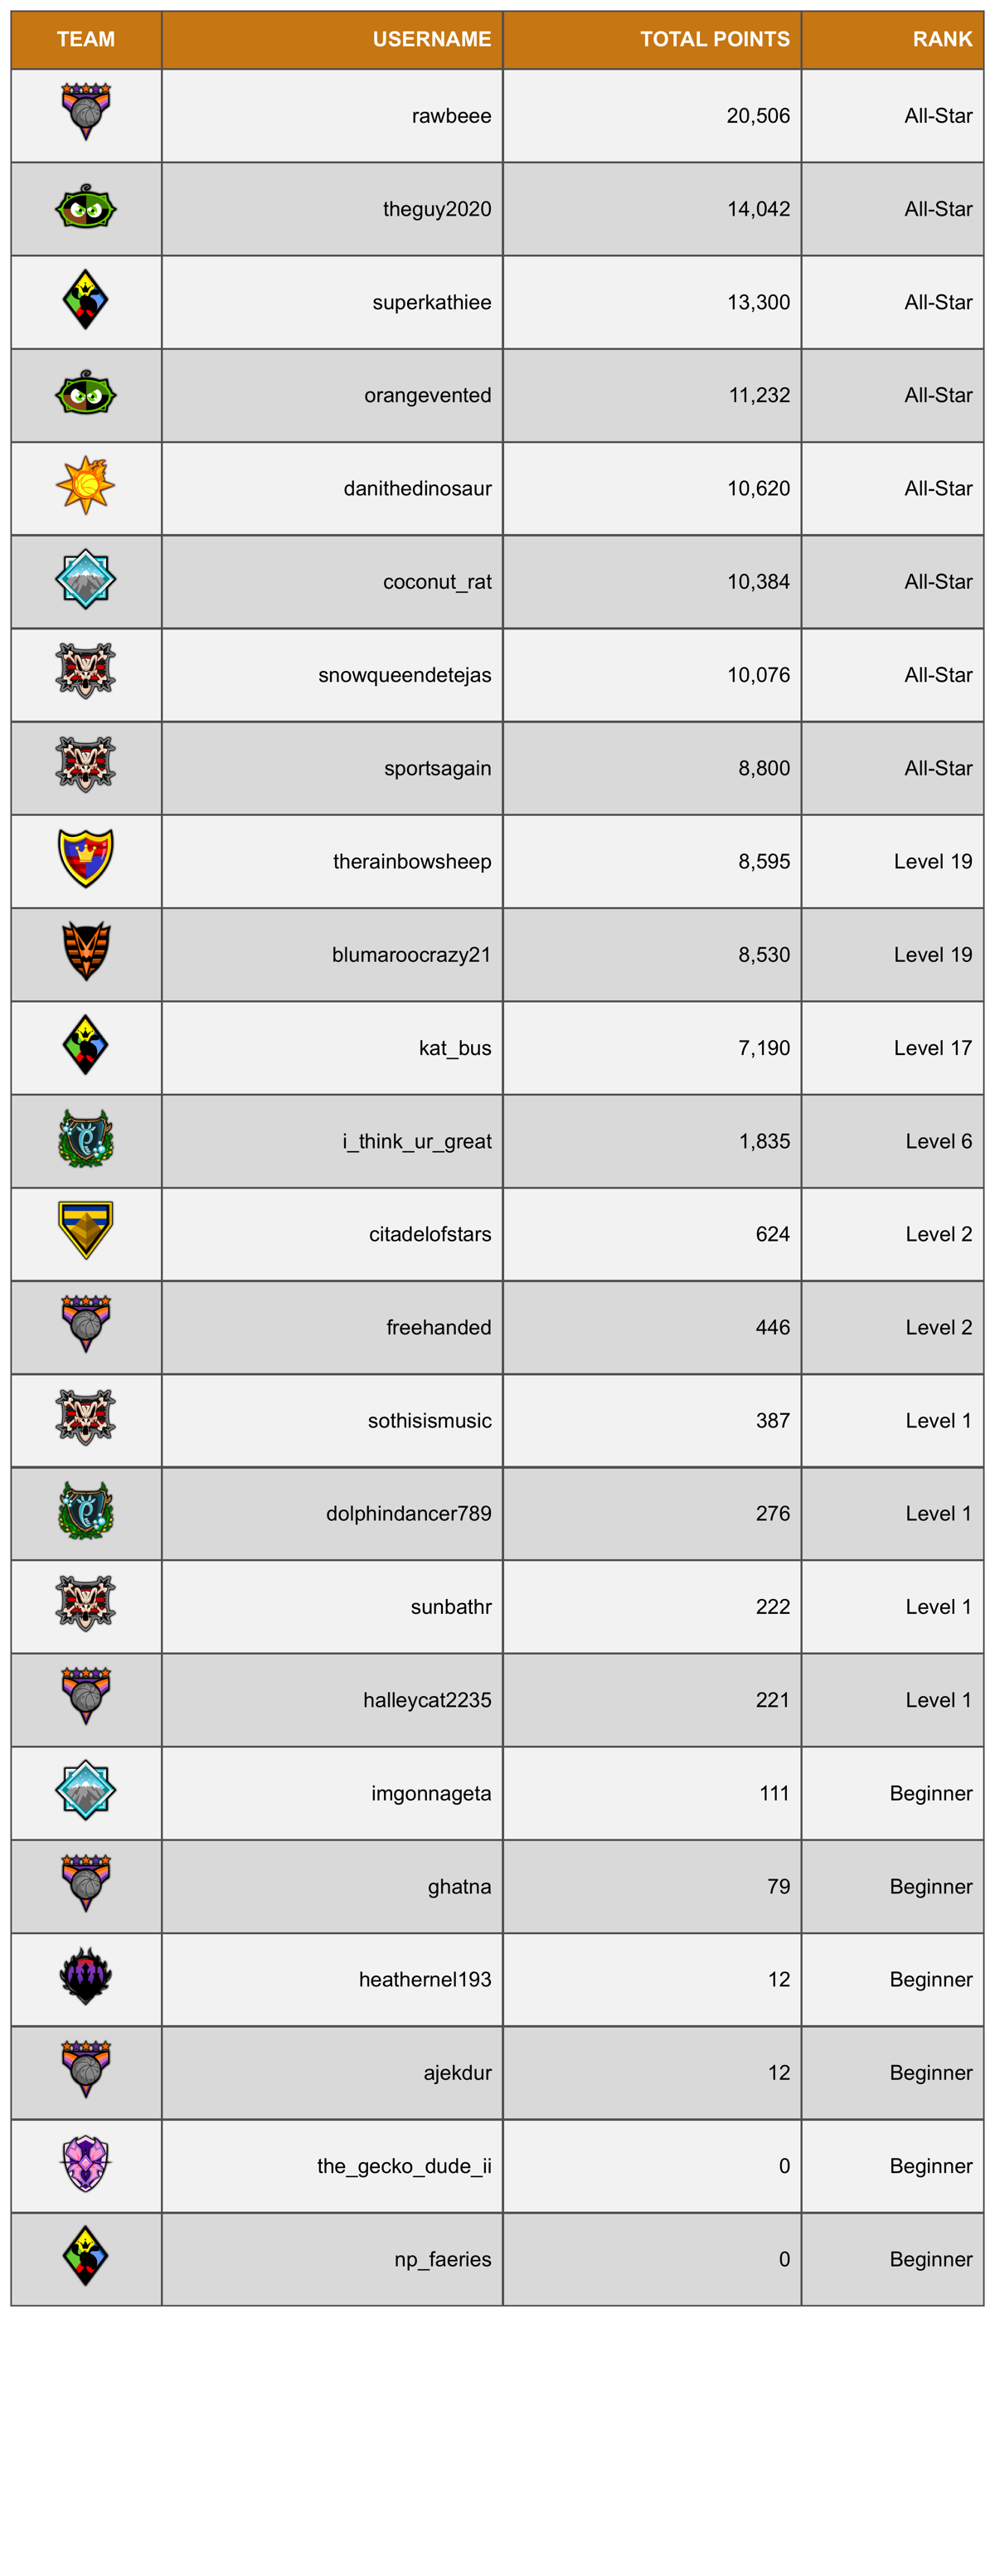 TEAM USERNAME TOTAL POINTS RANK
rawbeee 20,506 All-Star
theguy2020 14,042 All-Star
superkathiee 13,300 All-Star
orangevented 11,232 All-Star
danithedinosaur 10,620 All-Star
coconut_rat 10,384 All-Star
snowqueendetejas 10,076 All-Star
sportsagain 8,800 All-Star
therainbowsheep 8,595 Level 19
blumaroocrazy21 8,530 Level 19
kat_bus 7,190 Level 17
i_think_ur_great 1,835 Level 6
citadelofstars 624 Level 2
freehanded 446 Level 2
sothisismusic 387 Level 1
dolphindancer789 276 Level 1
sunbathr 222 Level 1
halleycat2235 221 Level 1
imgonnageta 111 Beginner
ghatna 79 Beginner
heathernel193 12 Beginner
ajekdur 12 Beginner
the_gecko_dude_ii 0 Beginner
np_faeries 0 Beginner